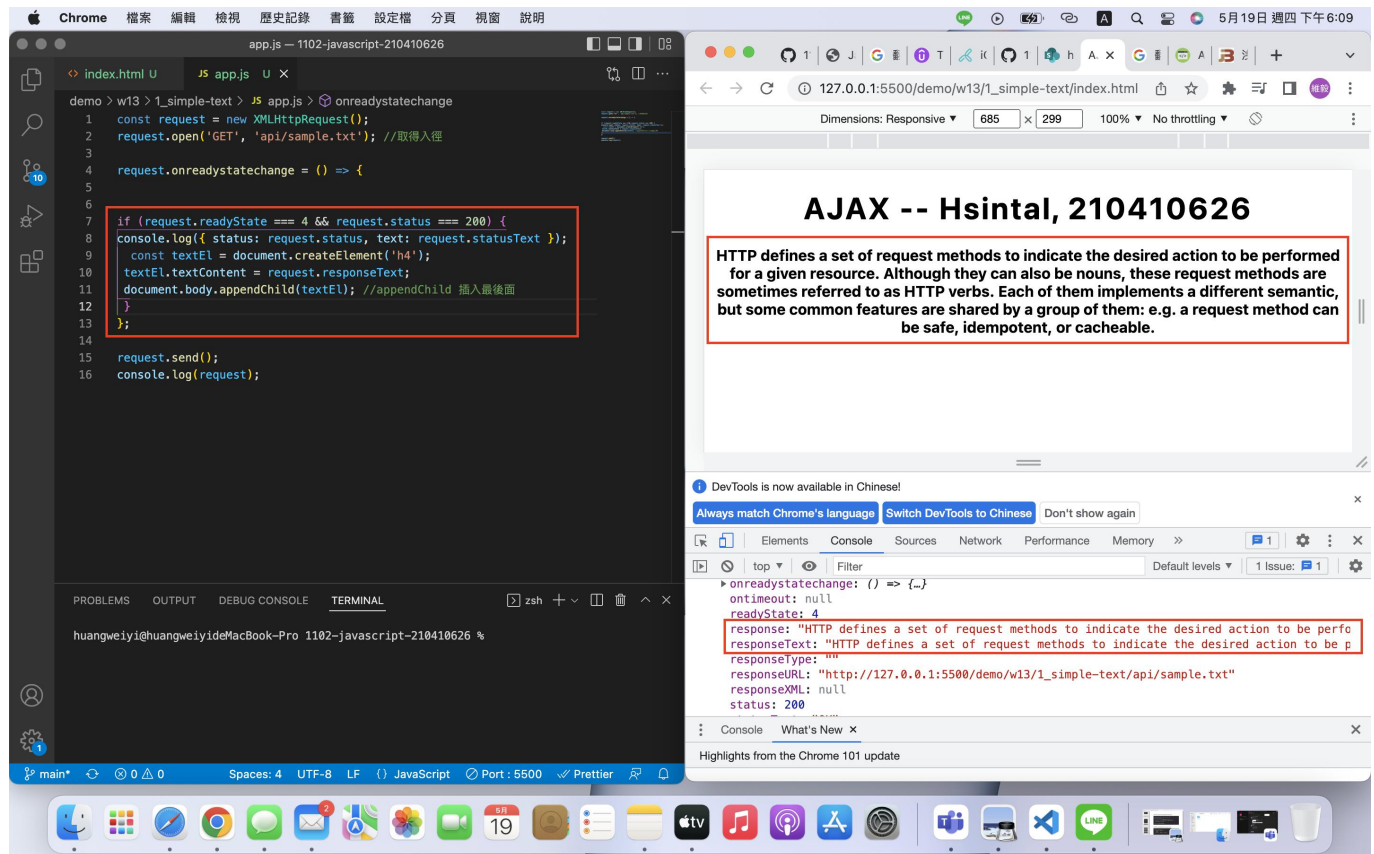 Chrome 檔案 編輯 檢視 歷史記錄 書籤 設定檔 分頁 視窗 說明
A
5月19日 週四 下午6:09
app.js — 1102-javascript-210410626
index.html U
JS app.js U
demo > w13 > 1_simple-text > JS app.js > onreadystatechange
1 const request = new XMLHttpRequest();
2 request.open('GET', 'api/sample.txt'); //取得入徑
3
4 request.onreadystatechange = () => {
5
6
7 if (request.readyState === 4 && request.status === 200) {
8 console.log({ status: request.status, text: request.statusText });
9 const textEl = document.createElement('h4');
10 textEl.textContent = request.responseText;
11 document.body.appendChild(textEl); //appendChild 插入最後面
12 }
13 };
14
15 request.send();
16 console.log(request);
10
PROBLEMS OUTPUT DEBUG CONSOLE TERMINAL
zsh
huangweiyi@huangweiyideMacBook-Pro 1102-javascript-210410626 %
1
main* 0 0 Spaces: 4 UTF-8 LF {} JavaScript Port : 5500 Prettier
127.0.0.1:5500/demo/w13/1_simple-text/index.html
維毅
Dimensions: Responsive 685 × 299 100% No throttling
AJAX -- Hsintal, 210410626
HTTP defines a set of request methods to indicate the desired action to be performed
for a given resource. Although they can also be nouns, these request methods are
sometimes referred to as HTTP verbs. Each of them implements a different semantic,
but some common features are shared by a group of them: e.g. a request method can
be safe, idempotent, or cacheable.
DevTools is now available in Chinese!
Always match Chrome's language
Switch DevTools to Chinese
Don't show again
Elements Console Sources Network Performance Memory
1
top Filter Default levels 1 Issue: 1
onreadystatechange: () => {…}
ontimeout: null
readyState: 4
response: "HTTP defines a set of request methods to indicate the desired action to be perfo
responseText: "HTTP defines a set of request methods to indicate the desired action to be p
responseType: ""
responseURL: "http://127.0.0.1:5500/demo/w13/1_simple-text/api/sample.txt"
responseXML: null
status: 200
Console What's New
Highlights from the Chrome 101 update
2
5月
19
tv
LINE